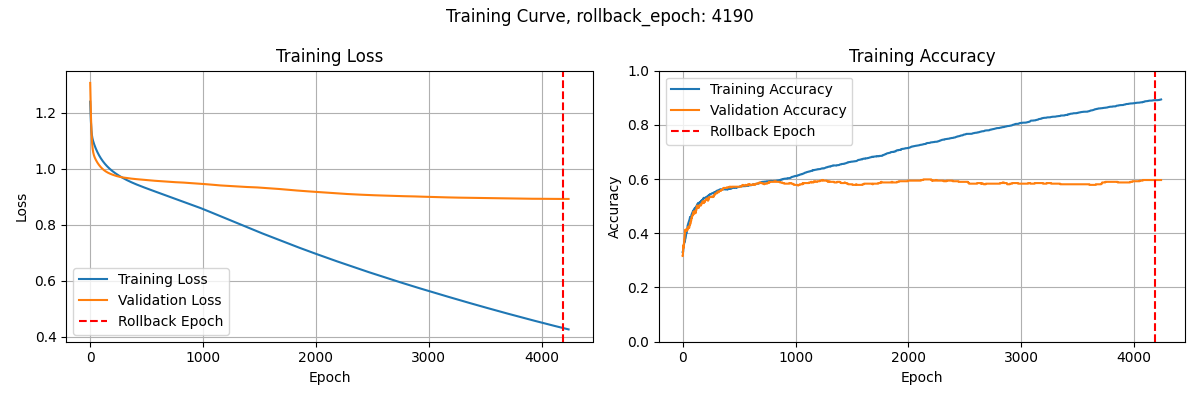 Training Curve, rollback_epoch: 4190
Training Loss
Loss
1.2
1.0
0.8
0.6
0.4
Training Loss
Validation Loss
Rollback Epoch
0 1000 2000 3000 4000
Epoch
Training Accuracy
Accuracy
1.0
0.8
0.6
0.4
0.2
0.0
Training Accuracy
Validation Accuracy
Rollback Epoch
0 1000 2000 3000 4000
Epoch